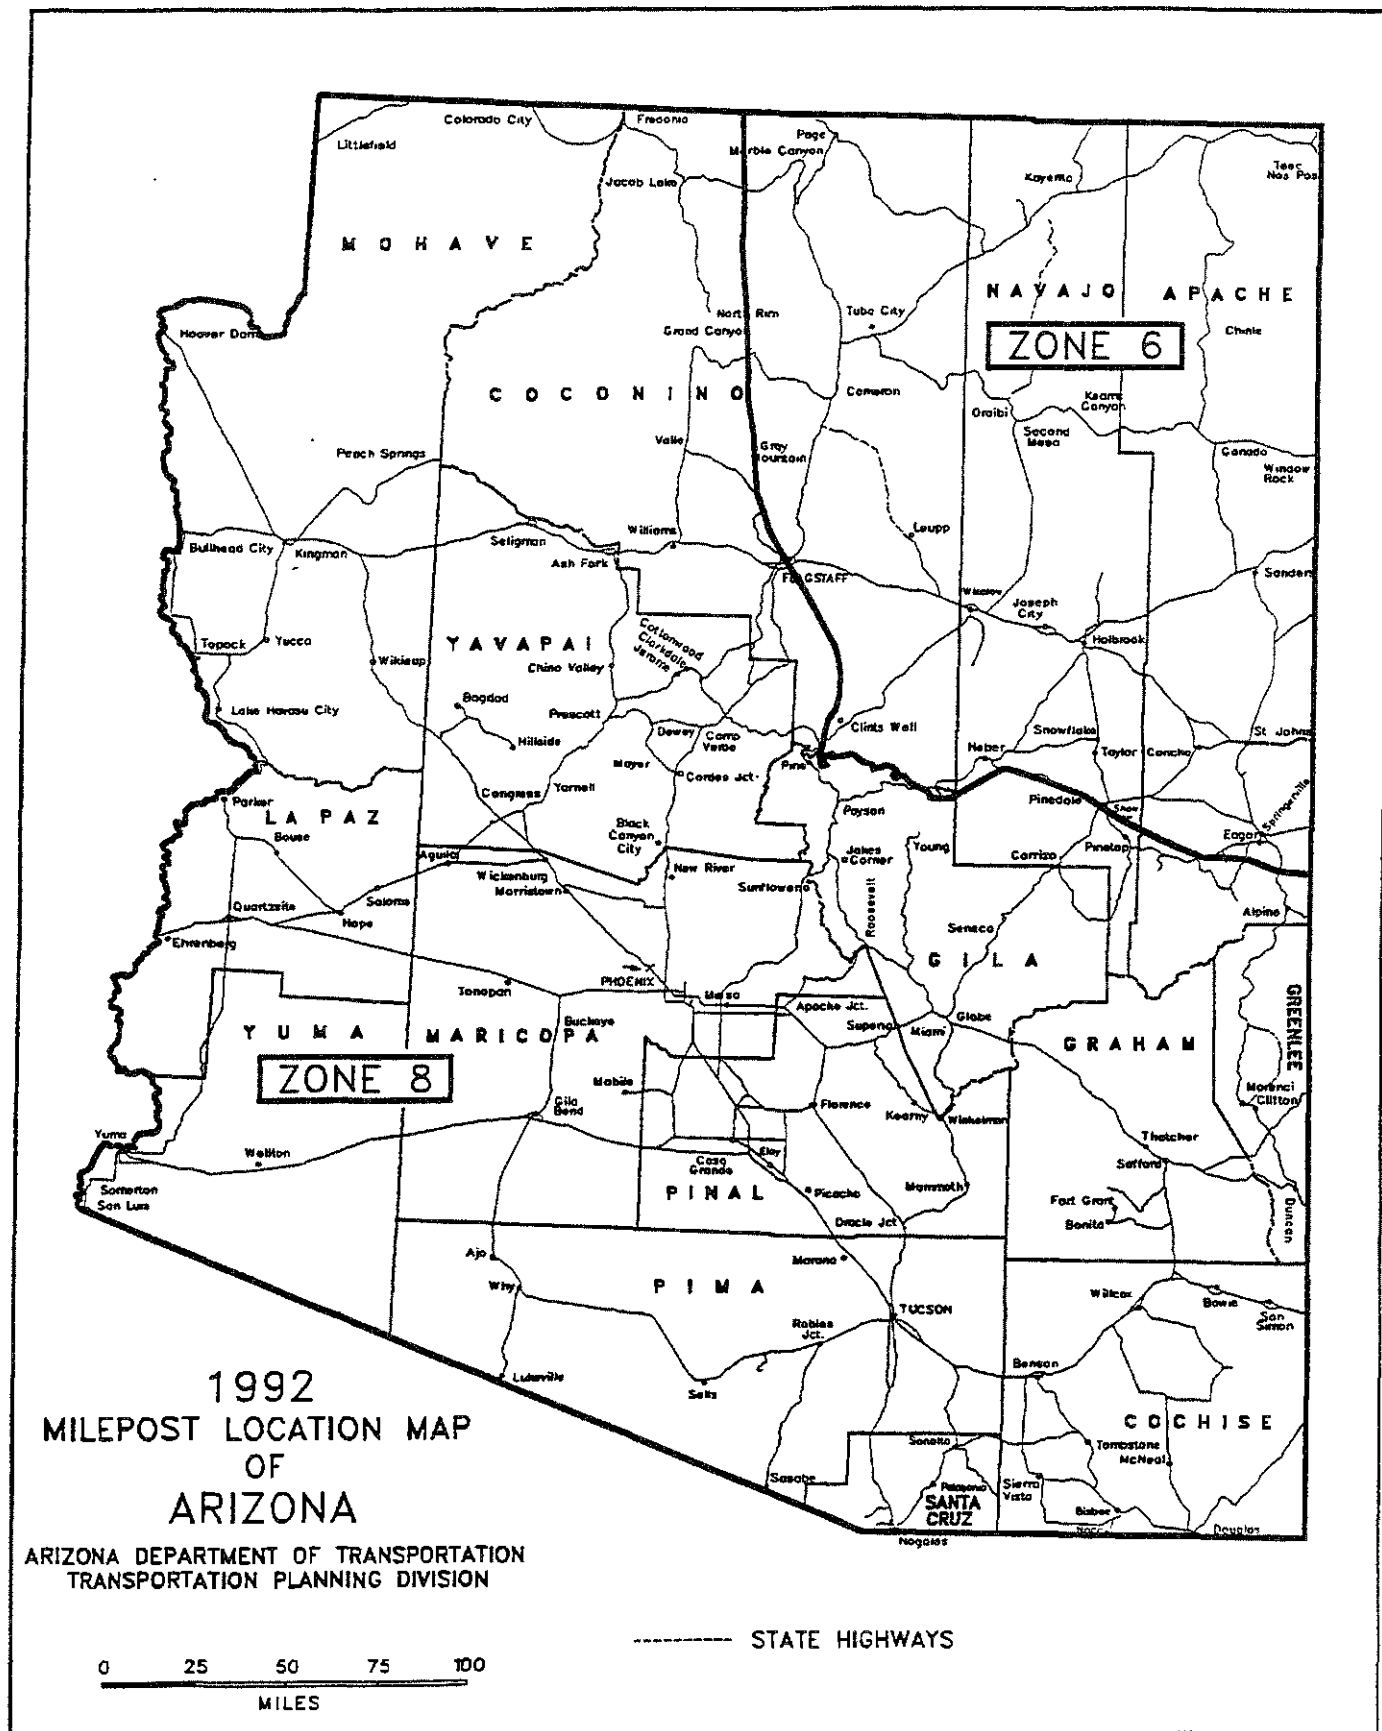 Colorado City
Fredonia
Page
Marble Canyon
Littlefield
Teec
Nos Pos
Kayenta
Jacob Lake
MOHAVE
NAVAJO
APACHE
North Rim
Grand Canyon
Tuba City
Hoover Dam
Chinle
ZONE 6
COCONINO
Cameron
Keams
Canyon
Oraibi
Second
Mesa
Valle
Gray
Mountain
Peach Springs
Ganado
Window
Rock
Williams
Leupp
Bullhead City
Kingman
Seligman
Ash Fork
FLAGSTAFF
Sanders
Winslow
Joseph
City
Holbrook
Topock
Yucca
YAVAPAI
Cottonwood
Clarkdale
Jerome
Wikieup
Chino Valley
Bagdad
Lake Havasu City
Prescott
Clints Well
Hillside
Dewey
Camp
Verde
Snowflake
St Johns
Heber
Taylor
Concho
Mayer
Pine
Cordes Jct.
Yarnell
Congress
Parker
LA PAZ
Payson
Pinedale
Show
Springerville
Bouse
Black
Canyon
City
Jakes
Corner
Young
Eagar
Aguila
Carrizo
Pinetop
Wickenburg
Morristown
New River
Sunflower
Salome
Quartzsite
Hope
Roosevelt
Alpine
Ehrenberg
Seneca
GILA
PHOENIX
Tonopah
Mesa
Apache Jct.
GREENLEE
Buckeye
Superior
Miami
Globe
YUMA
MARICOPA
GRAHAM
ZONE 8
Mobile
Gila
Bend
Florence
Kearny
Winkelman
Morenci
Clifton
Yuma
Wellton
Thatcher
Safford
Casa
Grande
Eloy
Somerton
San Luis
PINAL
Picacho
Mammoth
Fort Grant
Bonita
Duncan
Oracle Jct
Ajo
Marana
Why
PIMA
Willcox
Bowie
San
Simon
TUCSON
Robles
Jct.
Benson
Lukeville
Sells
COCHISE
Sonoita
Tombstone
McNeal
Sasabe
Patagonia
Sierra
Vista
SANTA
CRUZ
Bisbee
Douglas
Nogales
1992
MILEPOST LOCATION MAP
OF
ARIZONA
ARIZONA DEPARTMENT OF TRANSPORTATION
TRANSPORTATION PLANNING DIVISION
STATE HIGHWAYS
0 25 50 75 100
MILES